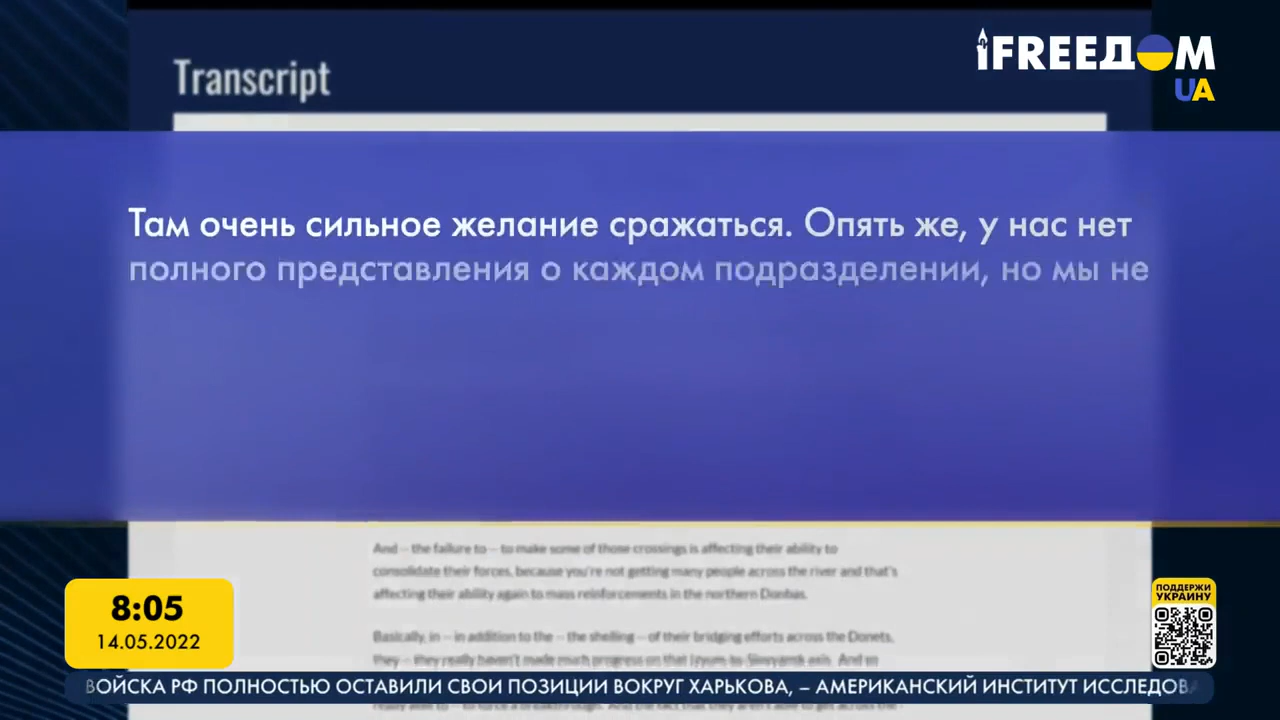 iFREEДОМ
UA
Transcript
Там очень сильное желание сражаться. Опять же, у нас нет
полного представления о каждом подразделении, но мы не
And -- the failure to -- to make some of those crossings is affecting their ability to
consolidate their forces, because you're not getting many people across the river and that's
affecting their ability again to mass reinforcements in the northern Donbas.
Basically, in -- in addition to the -- the shelling -- of their bridging efforts across the Donets,
they -- they really haven't made much progress on that Izyum to Slovyansk axis. And so
8:05
14.05.2022
ПОДДЕРЖИ
УКРАИНУ
ВОЙСКА РФ ПОЛНОСТЬЮ ОСТАВИЛИ СВОИ ПОЗИЦИИ ВОКРУГ ХАРЬКОВА, – АМЕРИКАНСКИЙ ИНСТИТУТ ИССЛЕДОВА